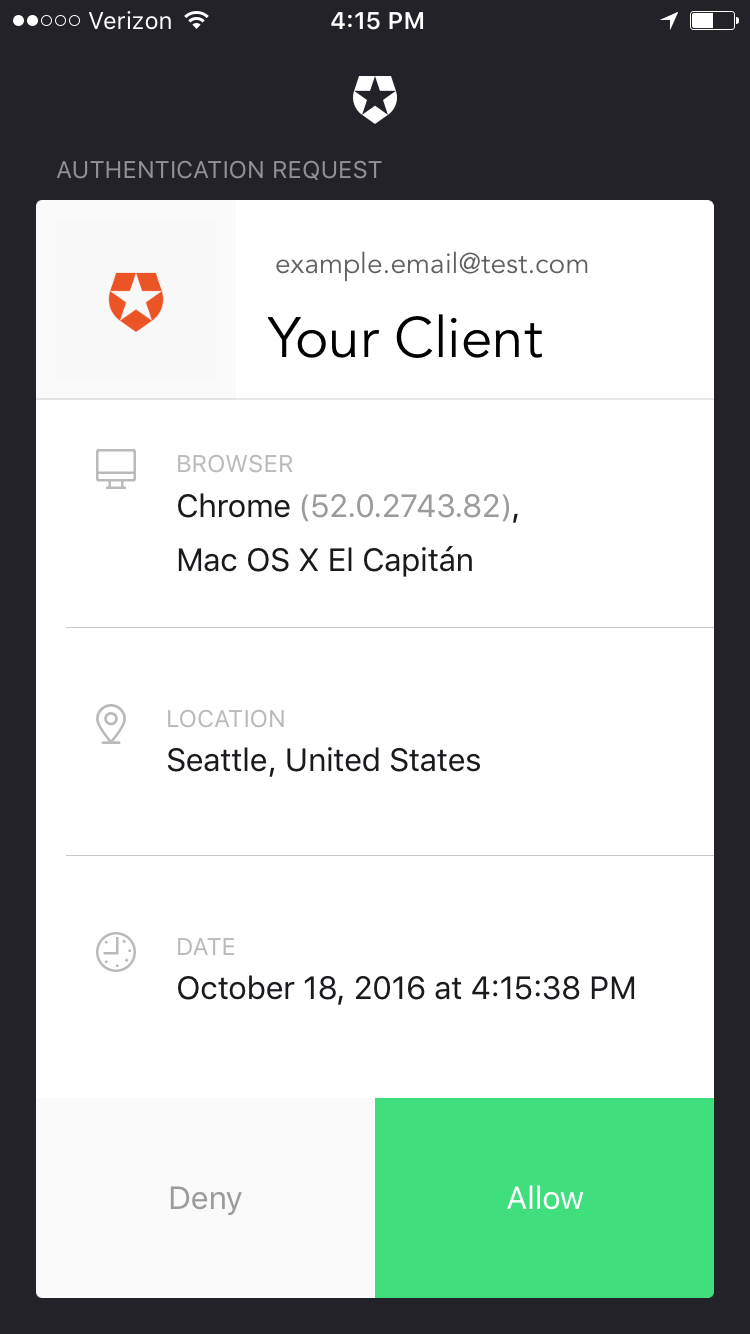 Verizon 4:15 PM
AUTHENTICATION REQUEST
example.email@test.com
Your Client
BROWSER
Chrome (52.0.2743.82),
Mac OS X El Capitán
LOCATION
Seattle, United States
DATE
October 18, 2016 at 4:15:38 PM
Deny Allow